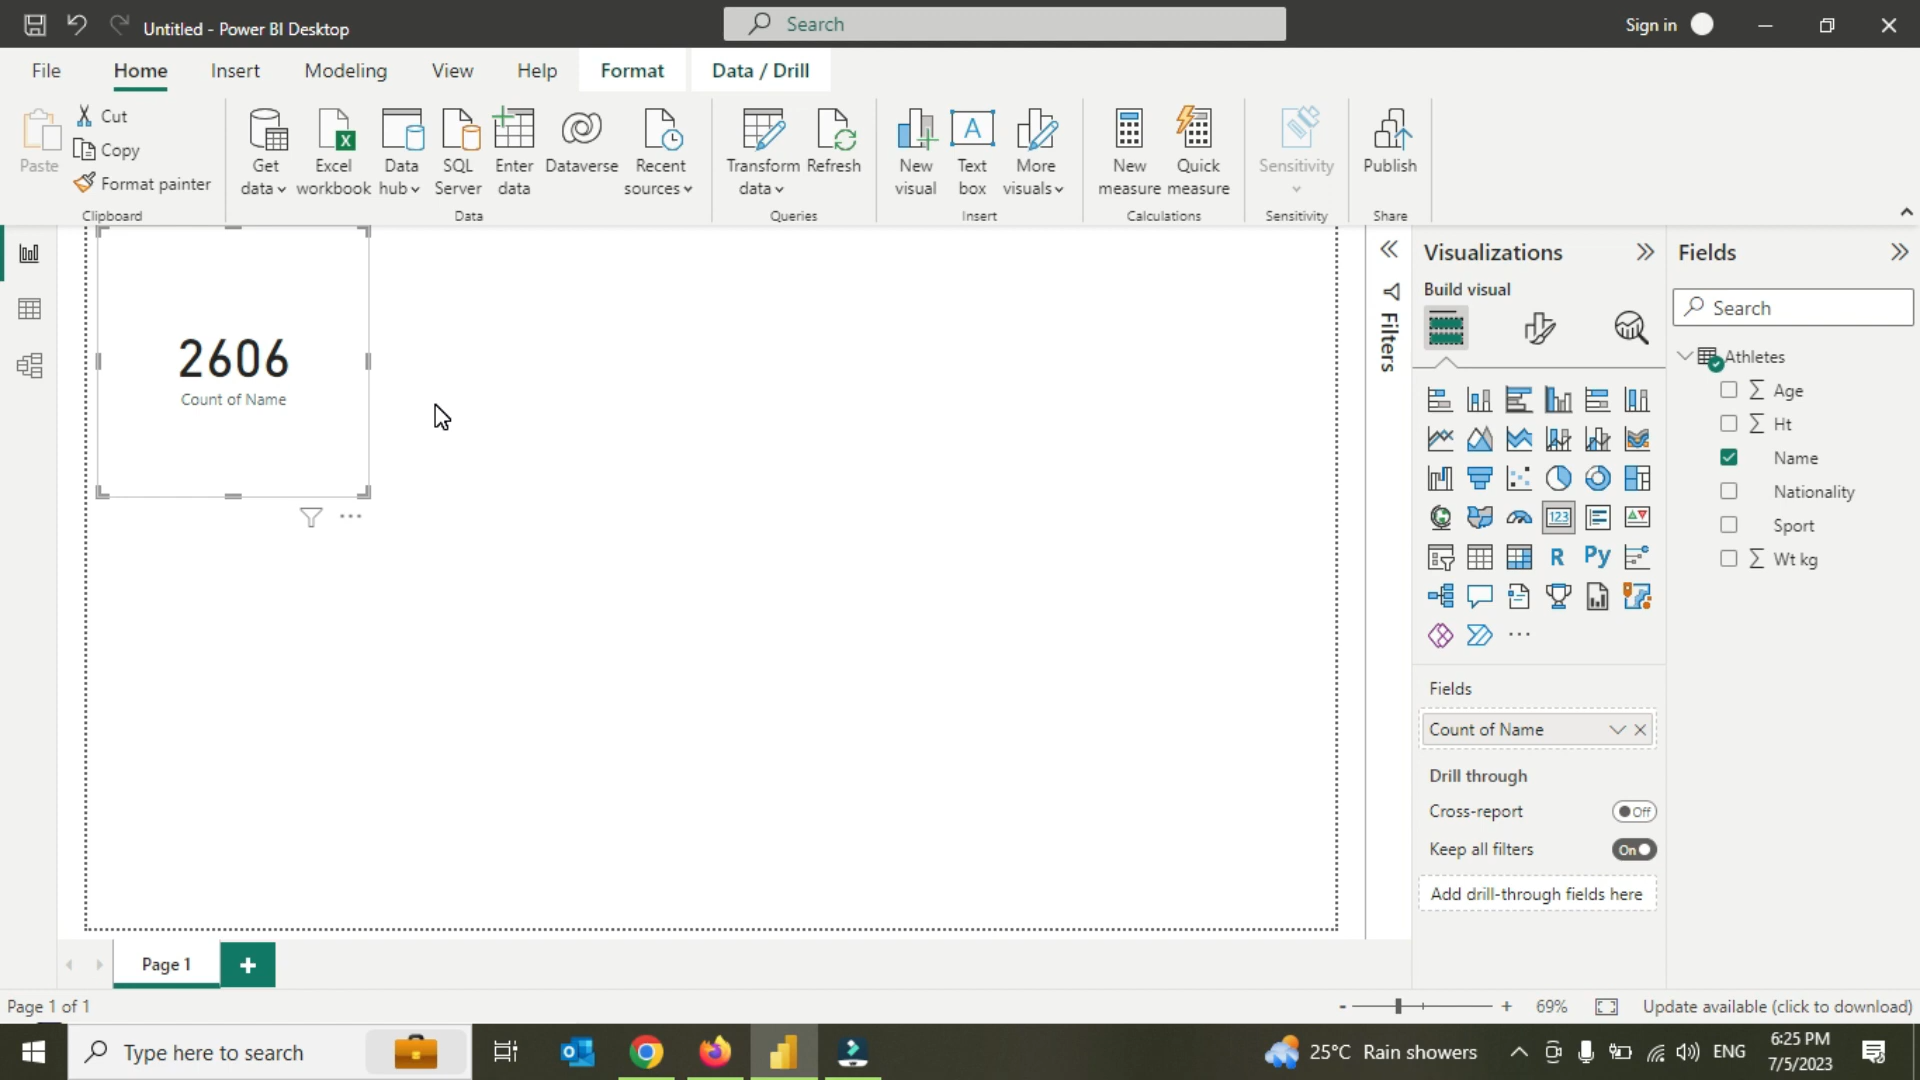 Untitled - Power BI Desktop
Search
Sign in
File
Home
Insert
Modeling
View
Help
Format
Data / Drill
Paste
Cut
Copy
Format painter
Clipboard
Get data
Excel workbook
Data hub
SQL Server
Enter data
Dataverse
Recent sources
Data
Transform data
Refresh
Queries
New visual
A
Text box
More visuals
Insert
New measure
Quick measure
Calculations
Sensitivity
Sensitivity
Publish
Share
2606
Count of Name
Filters
Visualizations
Build visual
123
R
Py
Fields
Count of Name
Drill through
Cross-report
Off
Keep all filters
On
Add drill-through fields here
Fields
Search
Athletes
Age
Ht
Name
Nationality
Sport
Wt kg
Page 1
Page 1 of 1
- + 69%
Update available (click to download)
Type here to search
25°C Rain showers
ENG
6:25 PM
7/5/2023